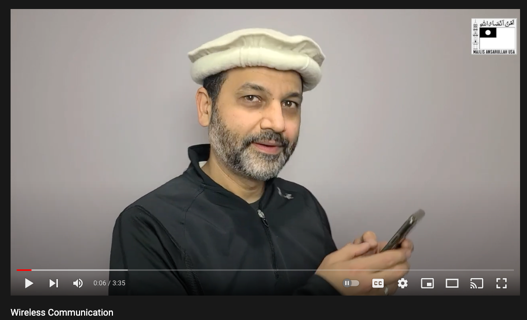 MAJLIS ANSARULLAH USA
0:06 / 3:35
CC
Wireless Communication